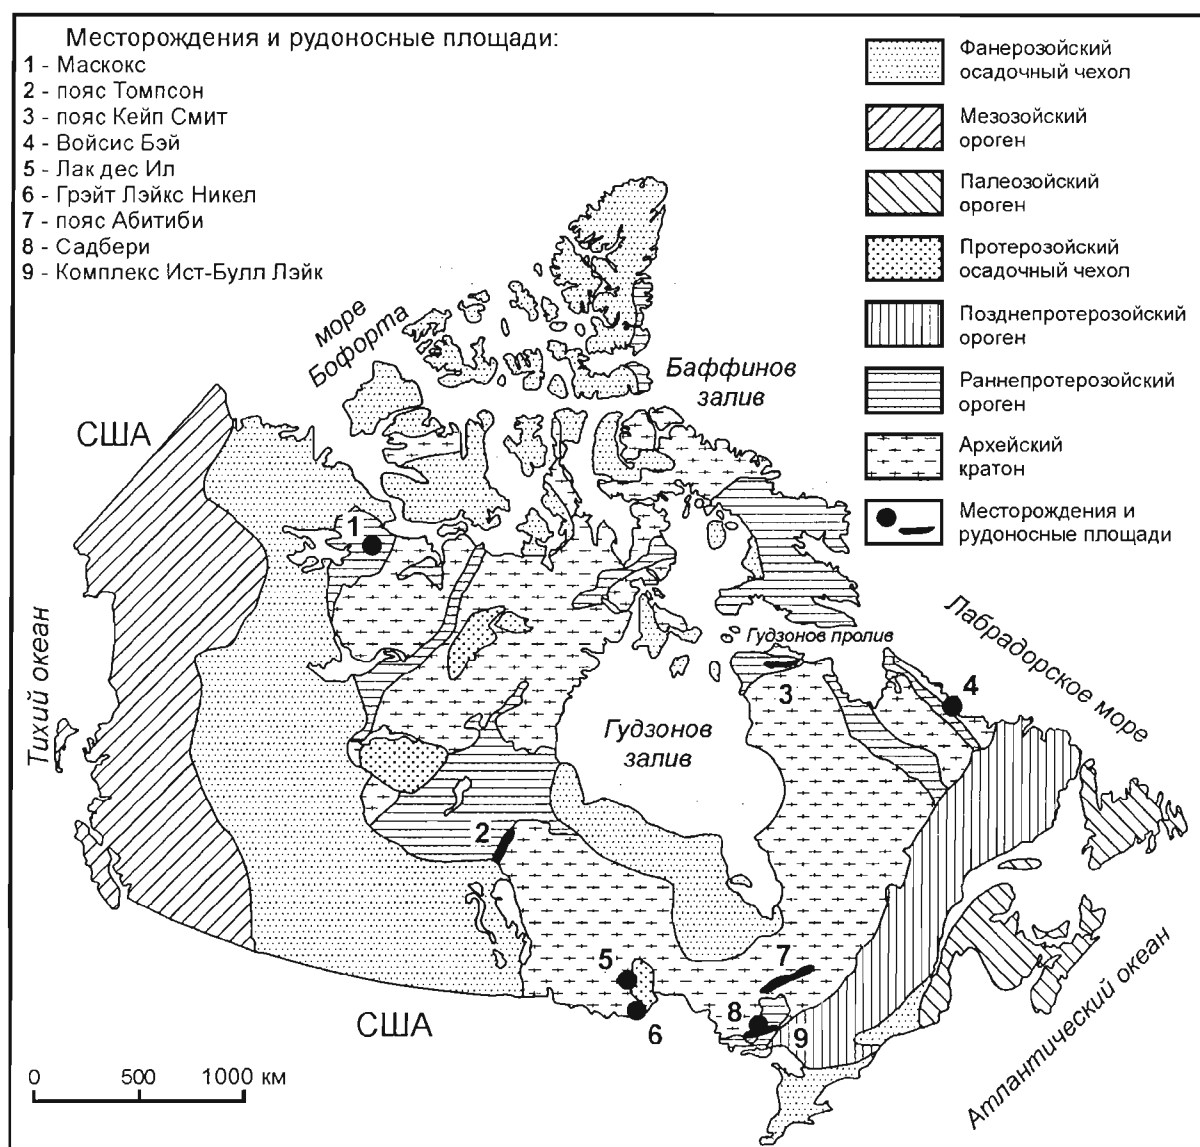 Месторождения и рудоносные площади:
1 - Маскокс
2 - пояс Томпсон
3 - пояс Кейп Смит
4 - Войсис Бэй
5 - Лак дес Ил
6 - Грэйт Лэйкс Никел
7 - пояс Абитиби
8 - Садбери
9 - Комплекс Ист-Булл Лэйк
Фанерозойский
осадочный чехол
Мезозойский
ороген
Палеозойский
ороген
Протерозойский
осадочный чехол
Позднепротерозойский
ороген
Раннепротерозойский
ороген
Архейский
кратон
Месторождения и
рудоносные площади
море
Бофорта
Баффинов
залив
США
1
Тихий океан
Гудзонов пролив
Лабрадорское море
3
4
Гудзонов
залив
2
5
7
6
8
9
США
Атлантический океан
0 500 1000 км